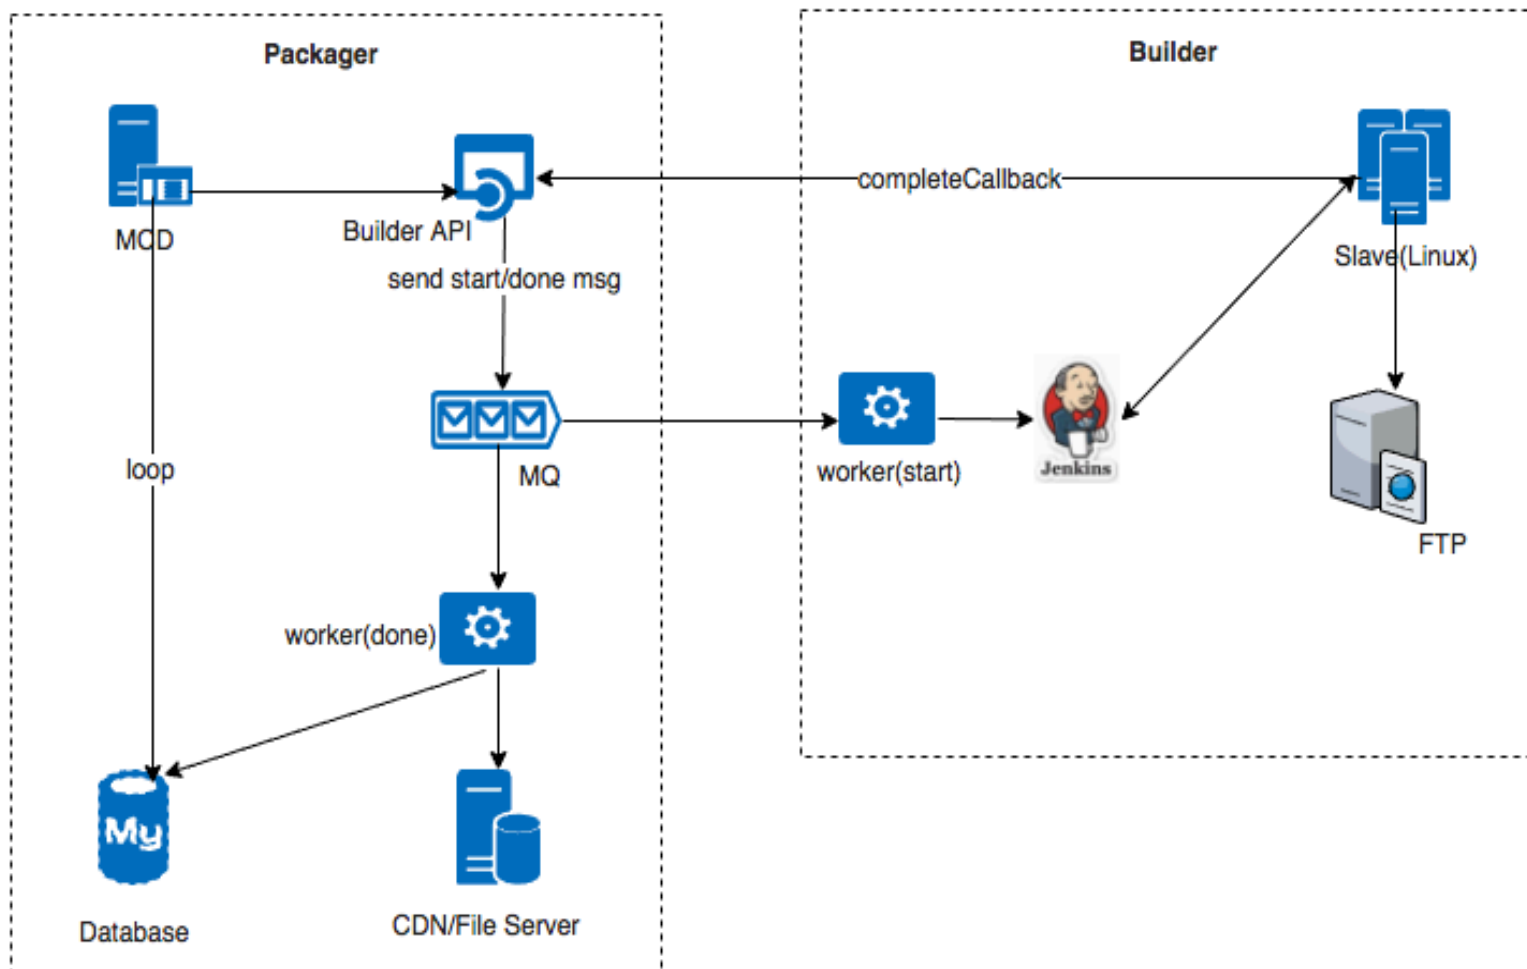 Packager
Builder
MCD
Builder API
completeCallback
Slave(Linux)
send start/done msg
loop
MQ
worker(start)
Jenkins
FTP
worker(done)
My
Database
CDN/File Server